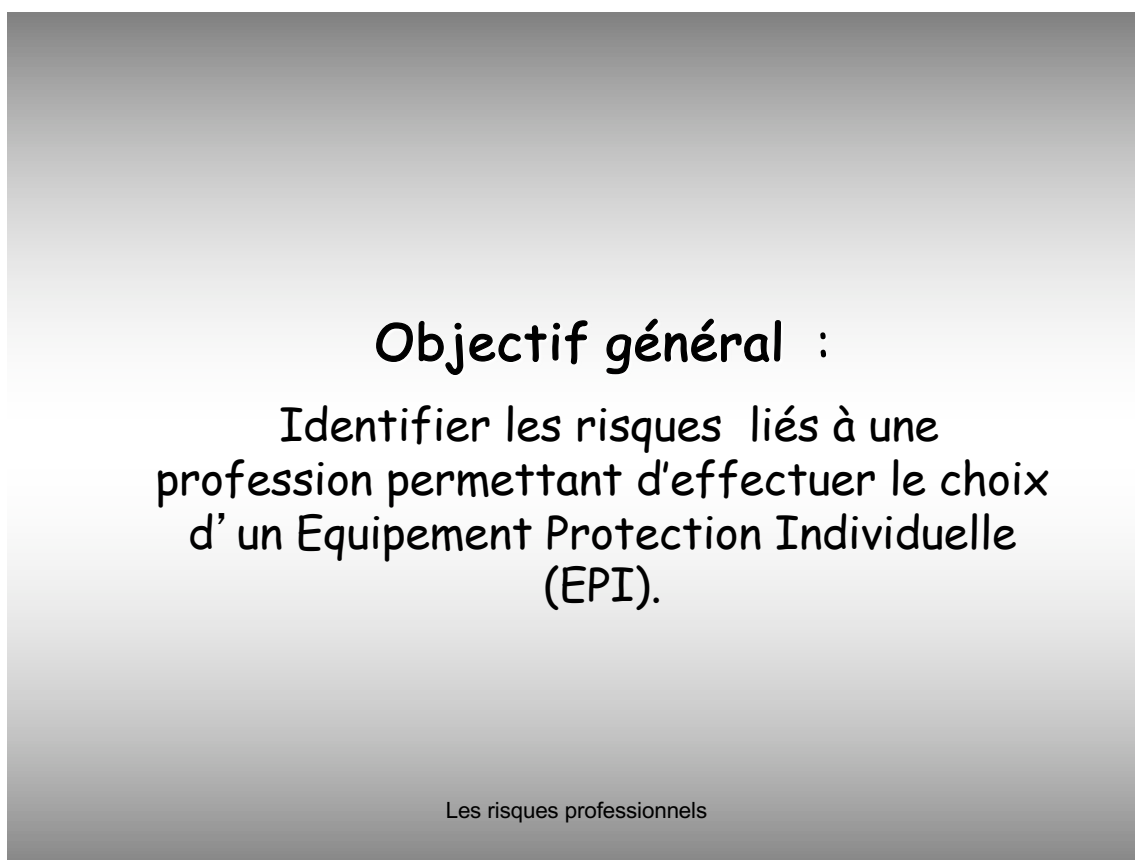 Objectif général :
Identifier les risques liés à une
profession permettant d'effectuer le choix
d' un Equipement Protection Individuelle
(EPI).
Les risques professionnels